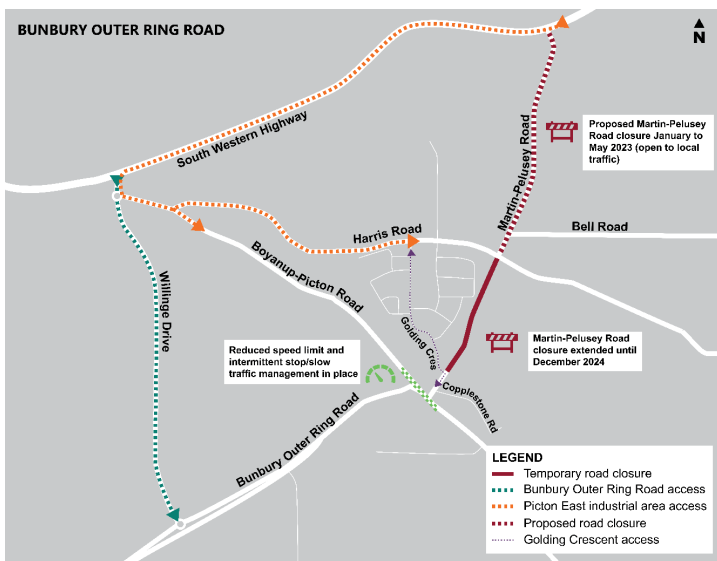 BUNBURY OUTER RING ROAD
N
South Western Highway
Martin-Pelusey Road
Proposed Martin-Pelusey
Road closure January to
May 2023 (open to local
traffic)
Harris Road
Bell Road
Boyanup-Picton Road
Willinge Drive
Golding Cres
Reduced speed limit and
intermittent stop/slow
traffic management in place
Martin-Pelusey Road
closure extended until
December 2024
Copplestone Rd
Bunbury Outer Ring Road
LEGEND
Temporary road closure
Bunbury Outer Ring Road access
Picton East industrial area access
Proposed road closure
Golding Crescent access